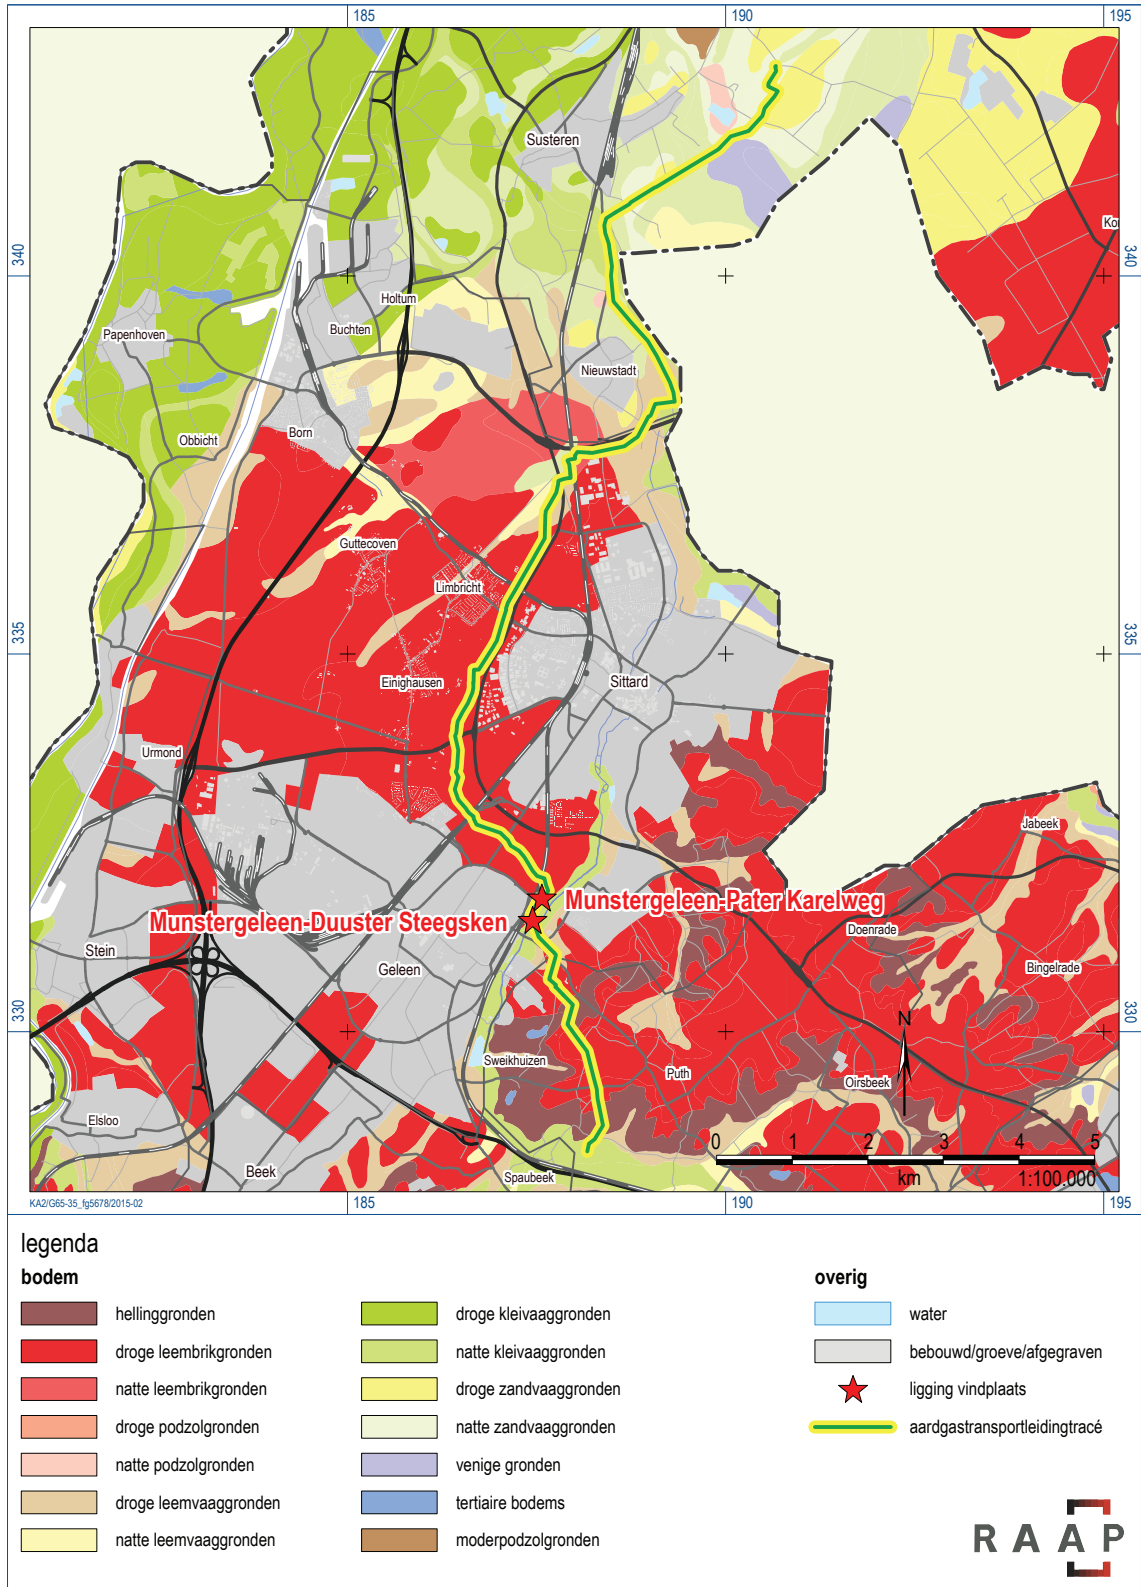 185
190
195
Susteren
Ko
340
340
Holtum
Papenhoven
Buchten
Nieuwstadt
Obbicht
Born
Guttecoven
Limbricht
335
335
Einighausen
Sittard
Urmond
Jabeek
Munstergeleen-Pater Karelweg
Munstergeleen-Duuster Steegsken
Doenrade
Stein
Geleen
Bingelrade
N
330
330
Sweikhuizen
Puth
Oirsbeek
Elsloo
0 1 2 3 4 5
km 1:100.000
Beek
Spaubeek
KA2/G65-35_fg5678/2015-02
185
190
195
legenda
bodem
hellinggronden
droge leembrikgronden
natte leembrikgronden
droge podzolgronden
natte podzolgronden
droge leemvaaggronden
natte leemvaaggronden
droge kleivaaggronden
natte kleivaaggronden
droge zandvaaggronden
natte zandvaaggronden
venige gronden
tertiaire bodems
moderpodzolgronden
overig
water
bebouwd/groeve/afgegraven
ligging vindplaats
aardgastransportleidingtracé
RAAP